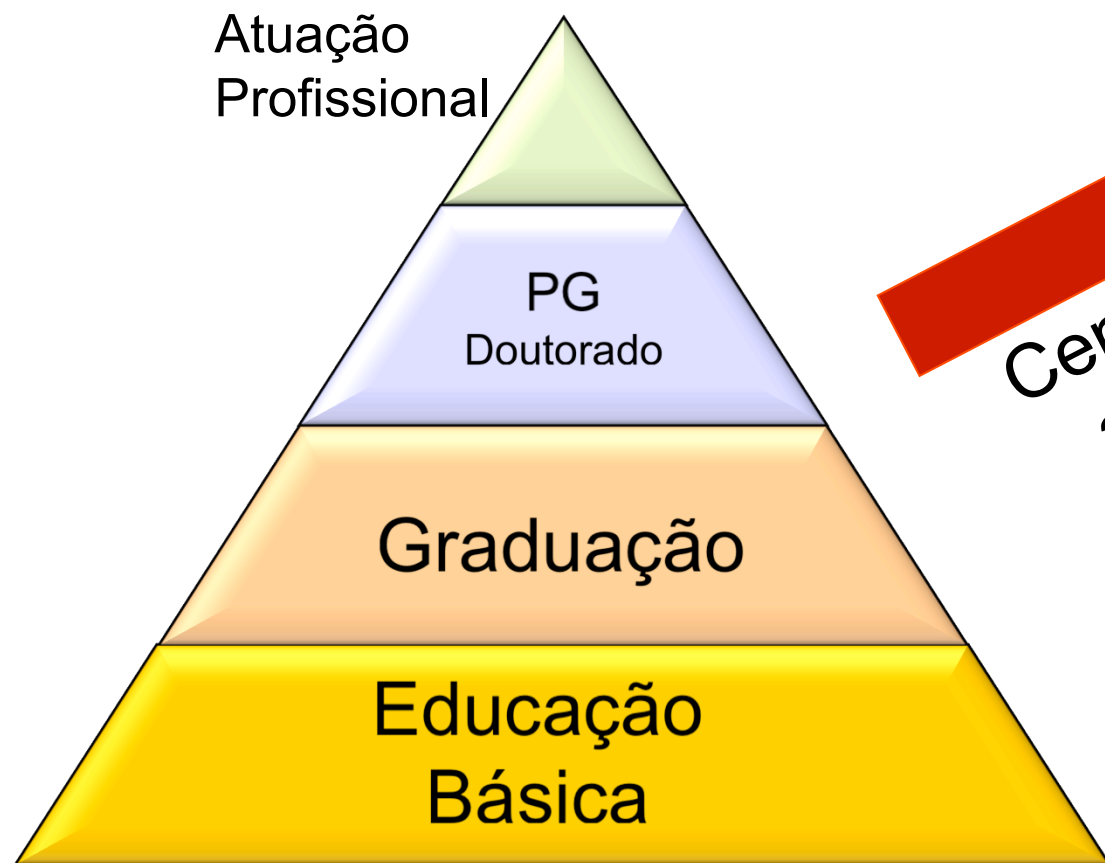 Atuação
Profissional
PG
Doutorado
Graduação
Educação
Básica